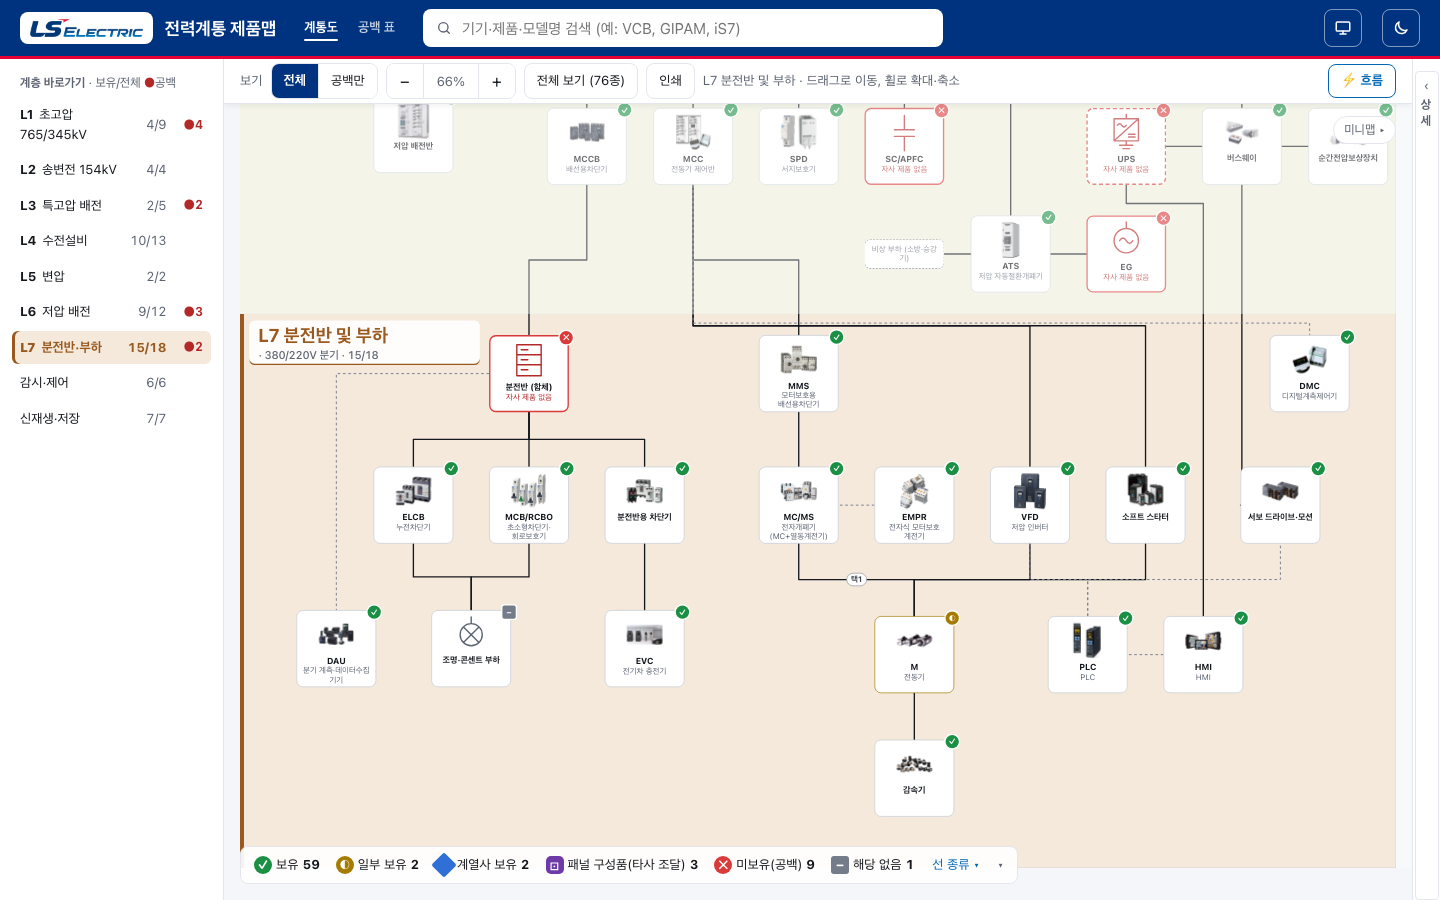 LS ELECTRIC
전력계통 제품맵
계통도
공백 표
기기·제품·모델명 검색 (예: VCB, GIPAM, iS7)
계층 바로가기 · 보유/전체 공백
L1 초고압 765/345kV 4/9 4
L2 송변전 154kV 4/4
L3 특고압 배전 2/5 2
L4 수전설비 10/13
L5 변압 2/2
L6 저압 배전 9/12 3
L7 분전반·부하 15/18 2
감시·제어 6/6
신재생·저장 7/7
보기 전체 공백만 − 66% + 전체 보기 (76종) 인쇄 L7 분전반 및 부하 · 드래그로 이동, 휠로 확대·축소 ⚡ 흐름
‹
상
세
미니맵 ▸
저압 배전반
MCCB
배선용차단기
MCC
전동기 제어반
SPD
서지보호기
SC/APFC
자사 제품 없음
UPS
자사 제품 없음
버스웨이
순간전압보상장치
비상 부하 (소방·승강
기)
ATS
저압 자동절환개폐기
EG
자사 제품 없음
L7 분전반 및 부하
· 380/220V 분기 · 15/18
분전반 (함체)
자사 제품 없음
MMS
모터보호용
배선용차단기
DMC
디지털계측제어기
ELCB
누전차단기
MCB/RCBO
초소형차단기·
회로보호기
분전반용 차단기
MC/MS
전자개폐기
(MC+열동계전기)
EMPR
전자식 모터보호
계전기
VFD
저압 인버터
소프트 스타터
서보 드라이브·모션
택1
DAU
분기 계측·데이터수집
기기
조명·콘센트 부하
EVC
전기차 충전기
M
전동기
PLC
PLC
HMI
HMI
감속기
보유 59 일부 보유 2 계열사 보유 2 패널 구성품(타사 조달) 3 미보유(공백) 9 해당 없음 1 선 종류 ▾ ▾